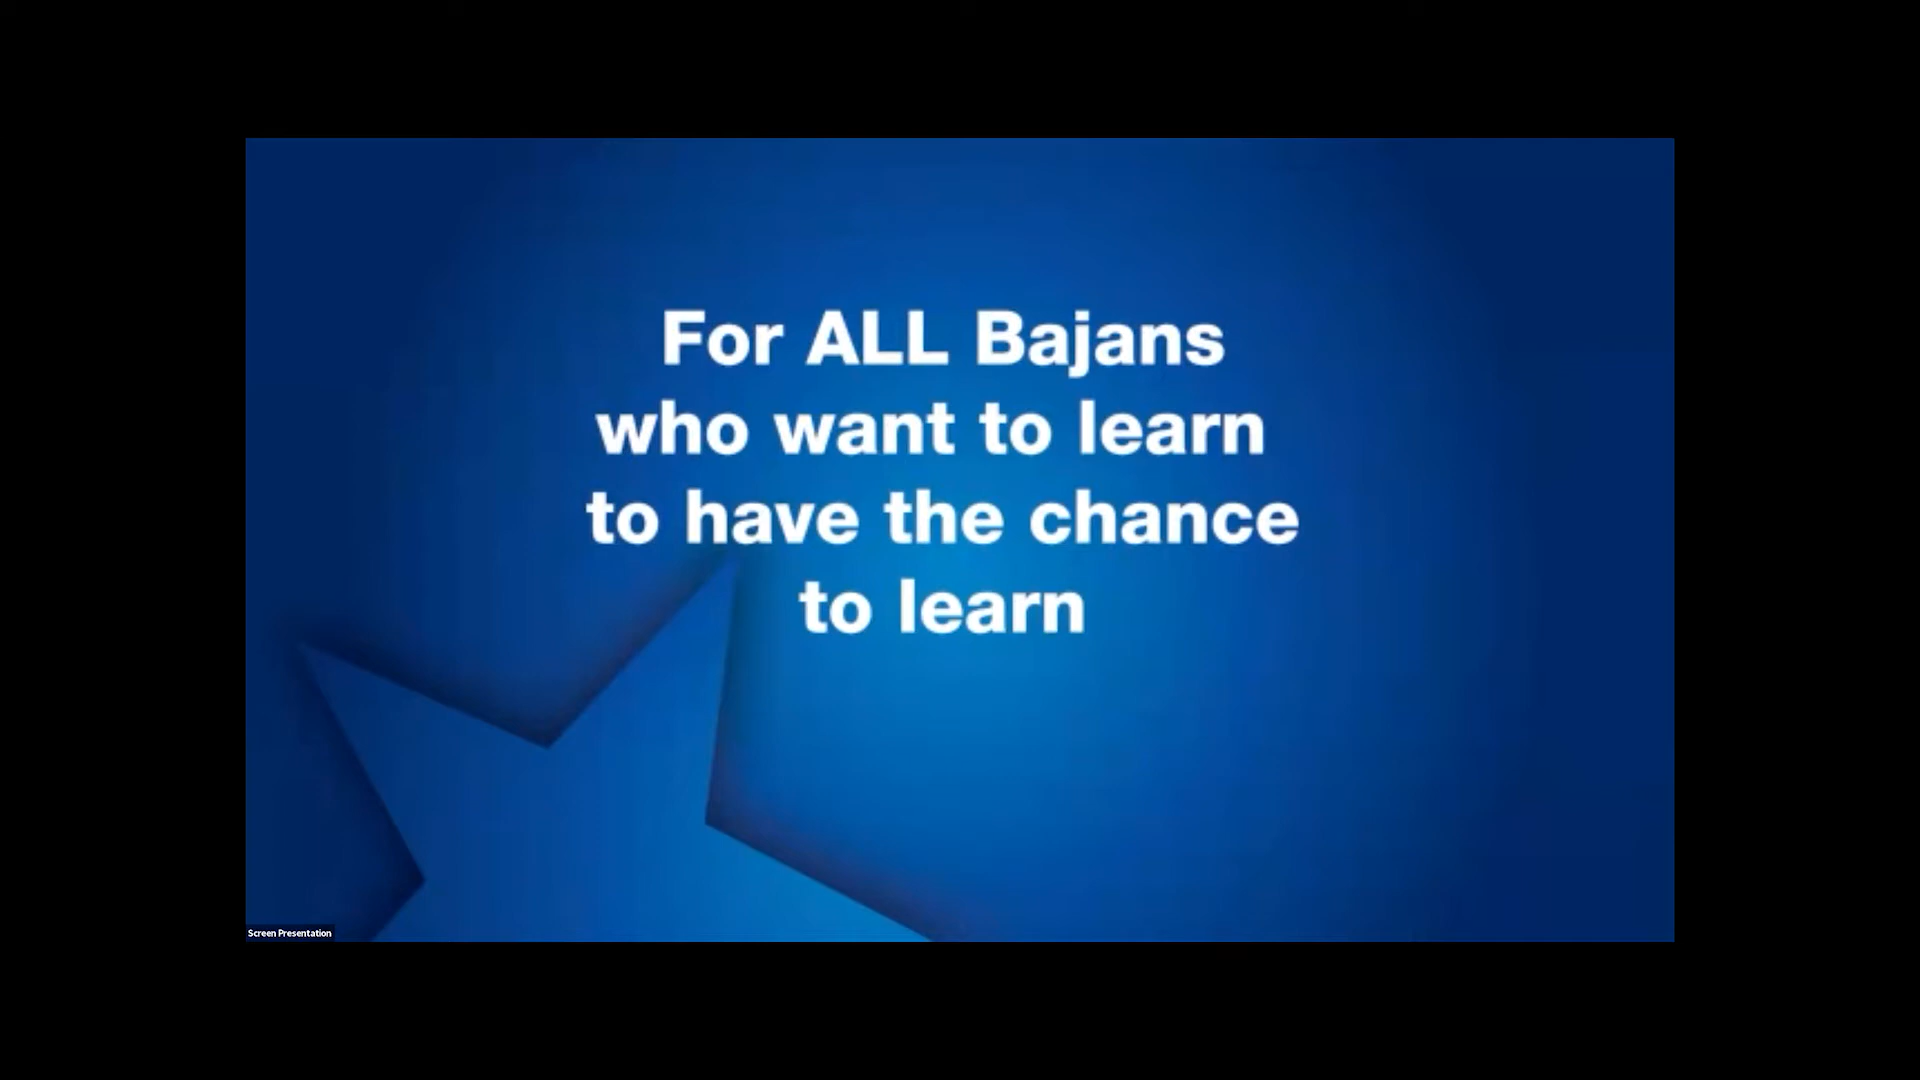 For ALL Bajans
who want to learn
to have the chance
to learn
Screen Presentation